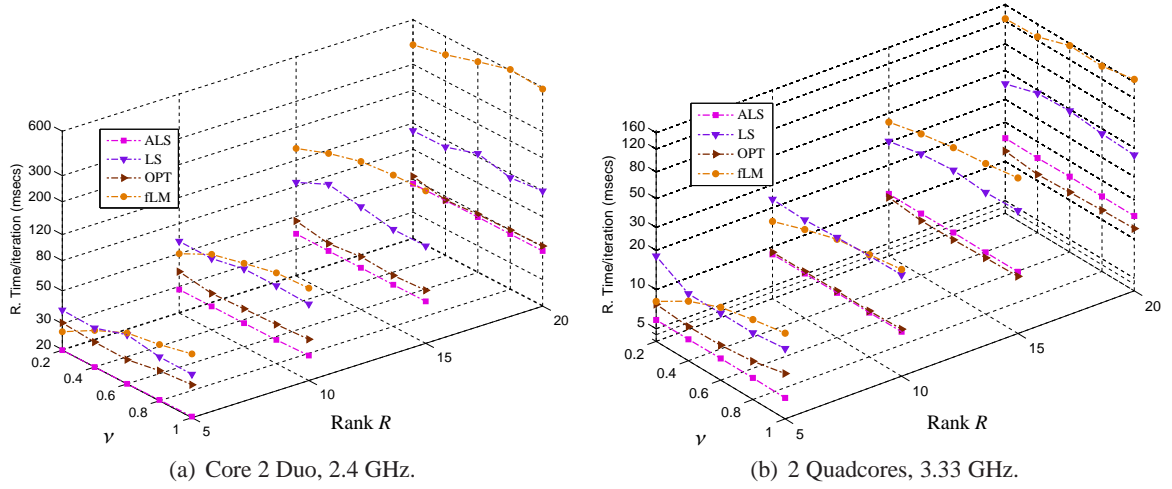 R. Time/iteration (msecs)
600
300
200
120
80
50
30
20
ALS
LS
OPT
fLM
0.2
0.4
0.6
0.8
1
ν
5
10
15
20
Rank R
(a) Core 2 Duo, 2.4 GHz.
R. Time/iteration (msecs)
160
120
80
50
30
20
10
5
ALS
LS
OPT
fLM
0.2
0.4
0.6
0.8
1
ν
5
10
15
20
Rank R
(b) 2 Quadcores, 3.33 GHz.